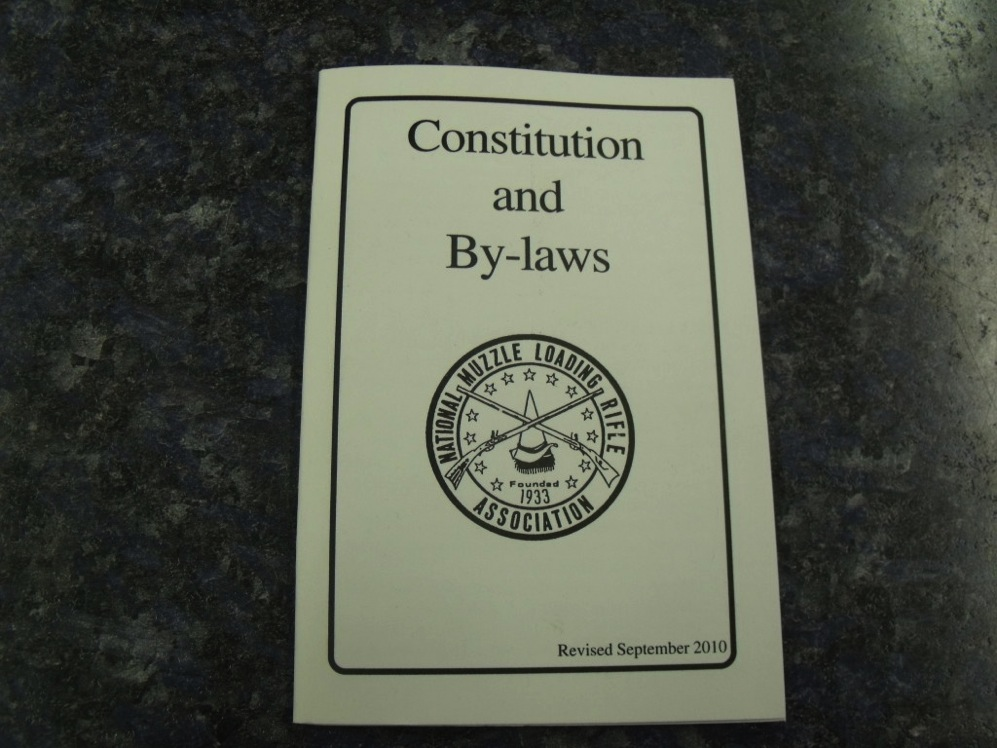 Constitution
and
By-laws
NATIONAL MUZZLE LOADING RIFLE
Founded
1933
ASSOCIATION
Revised September 2010